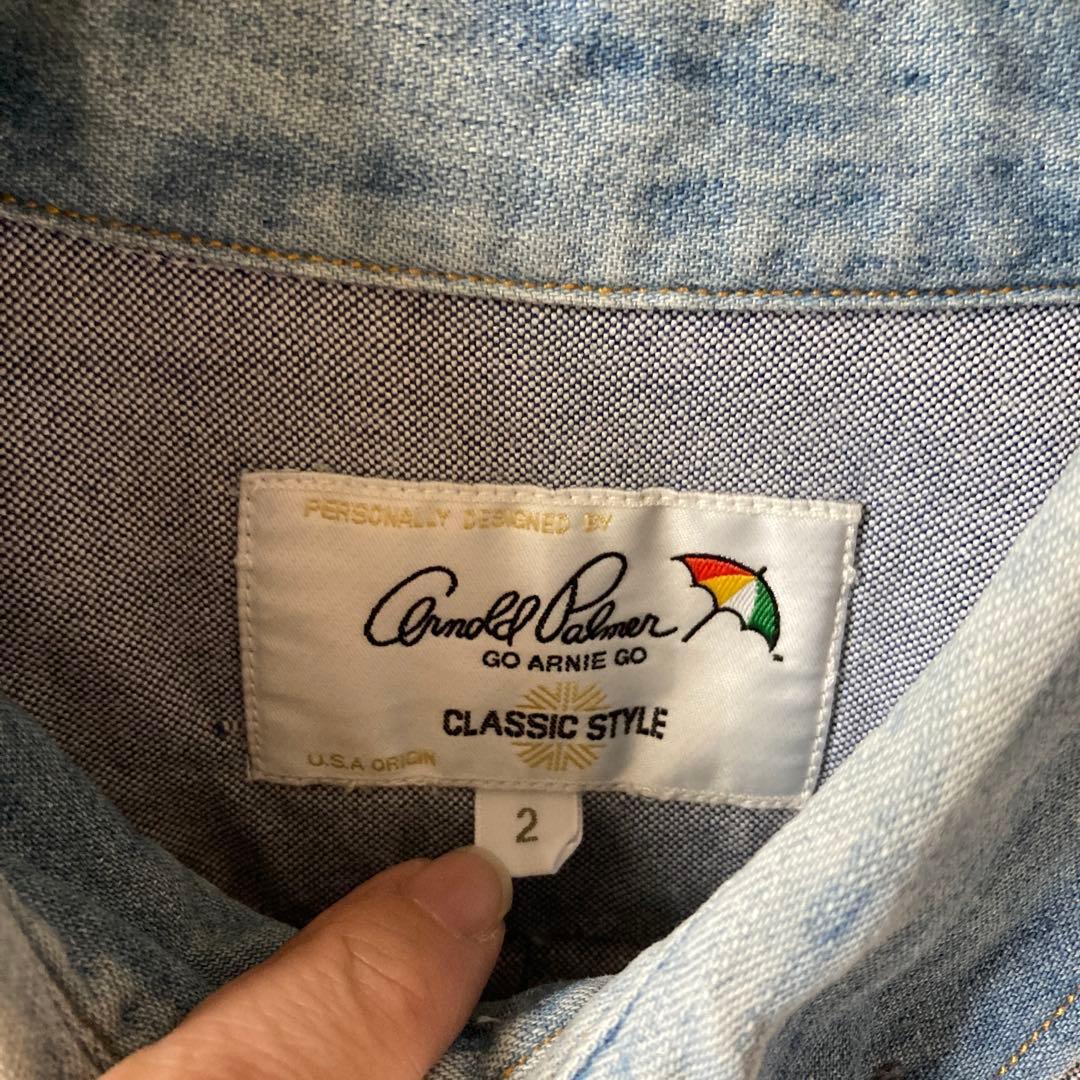 PERSONALLY DESIGNED BY
Arnold Palmer
GO ARNIE GO
CLASSIC STYLE
U.S.A ORIGIN
2